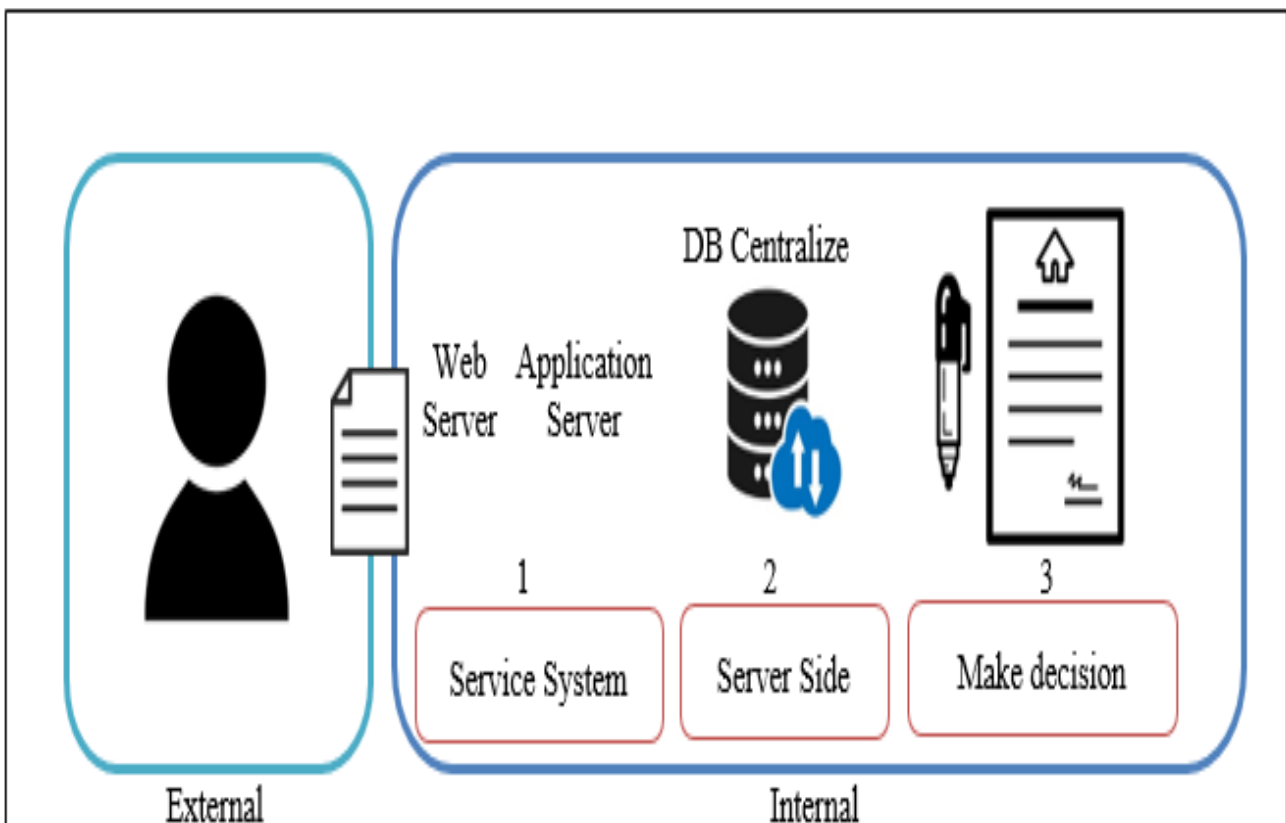 DB Centralize
Web Application
Server Server
1 2 3
Service System Server Side Make decision
External Internal